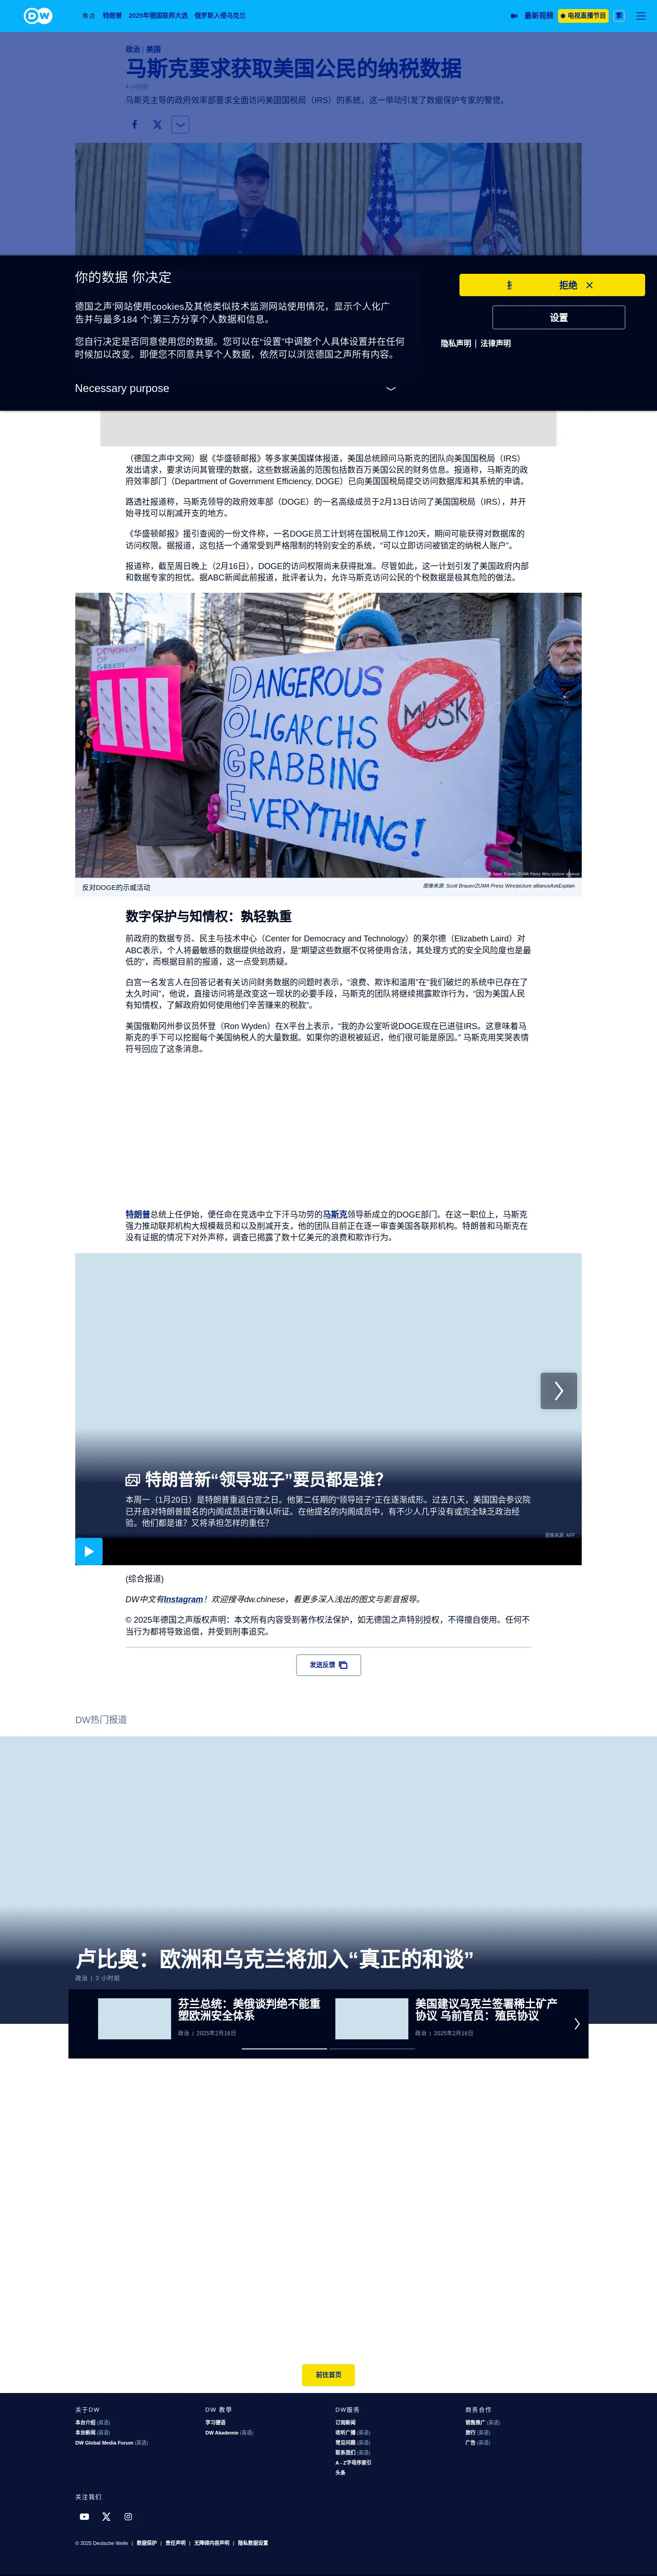 DW
焦点 特朗普 2025年德国联邦大选 俄罗斯入侵乌克兰 最新视频 电视直播节目 繁
政治 | 美国
马斯克要求获取美国公民的纳税数据
4 小时前
马斯克主导的政府效率部要求全面访问美国国税局（IRS）的系统，这一举动引发了数据保护专家的警觉。
你的数据 你决定
拒绝
德国之声'网站使用cookies及其他类似技术监测网站使用情况，显示个人化广
告并与最多184 个;第三方分享个人数据和信息。
设置
您自行决定是否同意使用您的数据。您可以在“设置”中调整个人具体设置并在任何
时候加以改变。即便您不同意共享个人数据，依然可以浏览德国之声所有内容。
隐私声明 | 法律声明
Necessary purpose
（德国之声中文网）据《华盛顿邮报》等多家美国媒体报道，美国总统顾问马斯克的团队向美国国税局（IRS）
发出请求，要求访问其管理的数据，这些数据涵盖的范围包括数百万美国公民的财务信息。报道称，马斯克的政
府效率部门（Department of Government Efficiency, DOGE）已向美国国税局提交访问数据库和其系统的申请。
路透社报道称，马斯克领导的政府效率部（DOGE）的一名高级成员于2月13日访问了美国国税局（IRS），并开
始寻找可以削减开支的地方。
《华盛顿邮报》援引查阅的一份文件称，一名DOGE员工计划将在国税局工作120天，期间可能获得对数据库的
访问权限。据报道，这包括一个通常受到严格限制的特别安全的系统，“可以立即访问被锁定的纳税人账户”。
报道称，截至周日晚上（2月16日），DOGE的访问权限尚未获得批准。尽管如此，这一计划引发了美国政府内部
和数据专家的担忧。据ABC新闻此前报道，批评者认为，允许马斯克访问公民的个税数据是极其危险的做法。
DEPARTMENT
OF GREEDY
DANGEROUS
OLIGARCHS
GRABBING
EVERYTHING!
MUSK
© Scott Brauer/ZUMA Press Wire/picture alliance
反对DOGE的示威活动
图像来源: Scott Brauer/ZUMA Press Wire/picture allianceAskExplain
数字保护与知情权：孰轻孰重
前政府的数据专员、民主与技术中心（Center for Democracy and Technology）的莱尔德（Elizabeth Laird）对
ABC表示，个人将最敏感的数据提供给政府，是“期望这些数据不仅将使用合法，其处理方式的安全风险度也是最
低的”，而根据目前的报道，这一点受到质疑。
白宫一名发言人在回答记者有关访问财务数据的问题时表示，“浪费、欺诈和滥用”在“我们破烂的系统中已存在了
太久时间”，他说，直接访问将是改变这一现状的必要手段，马斯克的团队将继续揭露欺诈行为，“因为美国人民
有知情权，了解政府如何使用他们辛苦赚来的税款”。
美国俄勒冈州参议员怀登（Ron Wyden）在X平台上表示，“我的办公室听说DOGE现在已进驻IRS。这意味着马
斯克的手下可以挖掘每个美国纳税人的大量数据。如果你的退税被延迟，他们很可能是原因。” 马斯克用笑哭表情
符号回应了这条消息。
特朗普总统上任伊始，便任命在竞选中立下汗马功劳的马斯克领导新成立的DOGE部门。在这一职位上，马斯克
强力推动联邦机构大规模裁员和以及削减开支，他的团队目前正在逐一审查美国各联邦机构。特朗普和马斯克在
没有证据的情况下对外声称，调查已揭露了数十亿美元的浪费和欺诈行为。
特朗普新“领导班子”要员都是谁？
本周一（1月20日）是特朗普重返白宫之日。他第二任期的“领导班子”正在逐渐成形。过去几天，美国国会参议院
已开启对特朗普提名的内阁成员进行确认听证。在他提名的内阁成员中，有不少人几乎没有或完全缺乏政治经
验。他们都是谁？又将承担怎样的重任？
图像来源: AFP
(综合报道)
DW中文有Instagram！欢迎搜寻dw.chinese，看更多深入浅出的图文与影音报导。
© 2025年德国之声版权声明：本文所有内容受到著作权法保护，如无德国之声特别授权，不得擅自使用。任何不
当行为都将导致追偿，并受到刑事追究。
发送反馈
DW热门报道
卢比奥：欧洲和乌克兰将加入“真正的和谈”
政治 | 3 小时前
芬兰总统：美俄谈判绝不能重
塑欧洲安全体系
政治 | 2025年2月16日
美国建议乌克兰签署稀土矿产
协议 乌前官员：殖民协议
政治 | 2025年2月16日
前往首页
关于DW
本台介绍 (英语)
本台新闻 (英语)
DW Global Media Forum (英语)
DW 教學
学习德语
DW Akademie (英语)
DW服务
订阅新闻
收听广播 (英语)
常见问题 (英语)
联系我们 (英语)
A - Z字母序索引
头条
商务合作
销售推广 (英语)
旅行 (英语)
广告 (英语)
关注我们
© 2025 Deutsche Welle | 数据保护 | 责任声明 | 无障碍内容声明 | 隐私数据设置